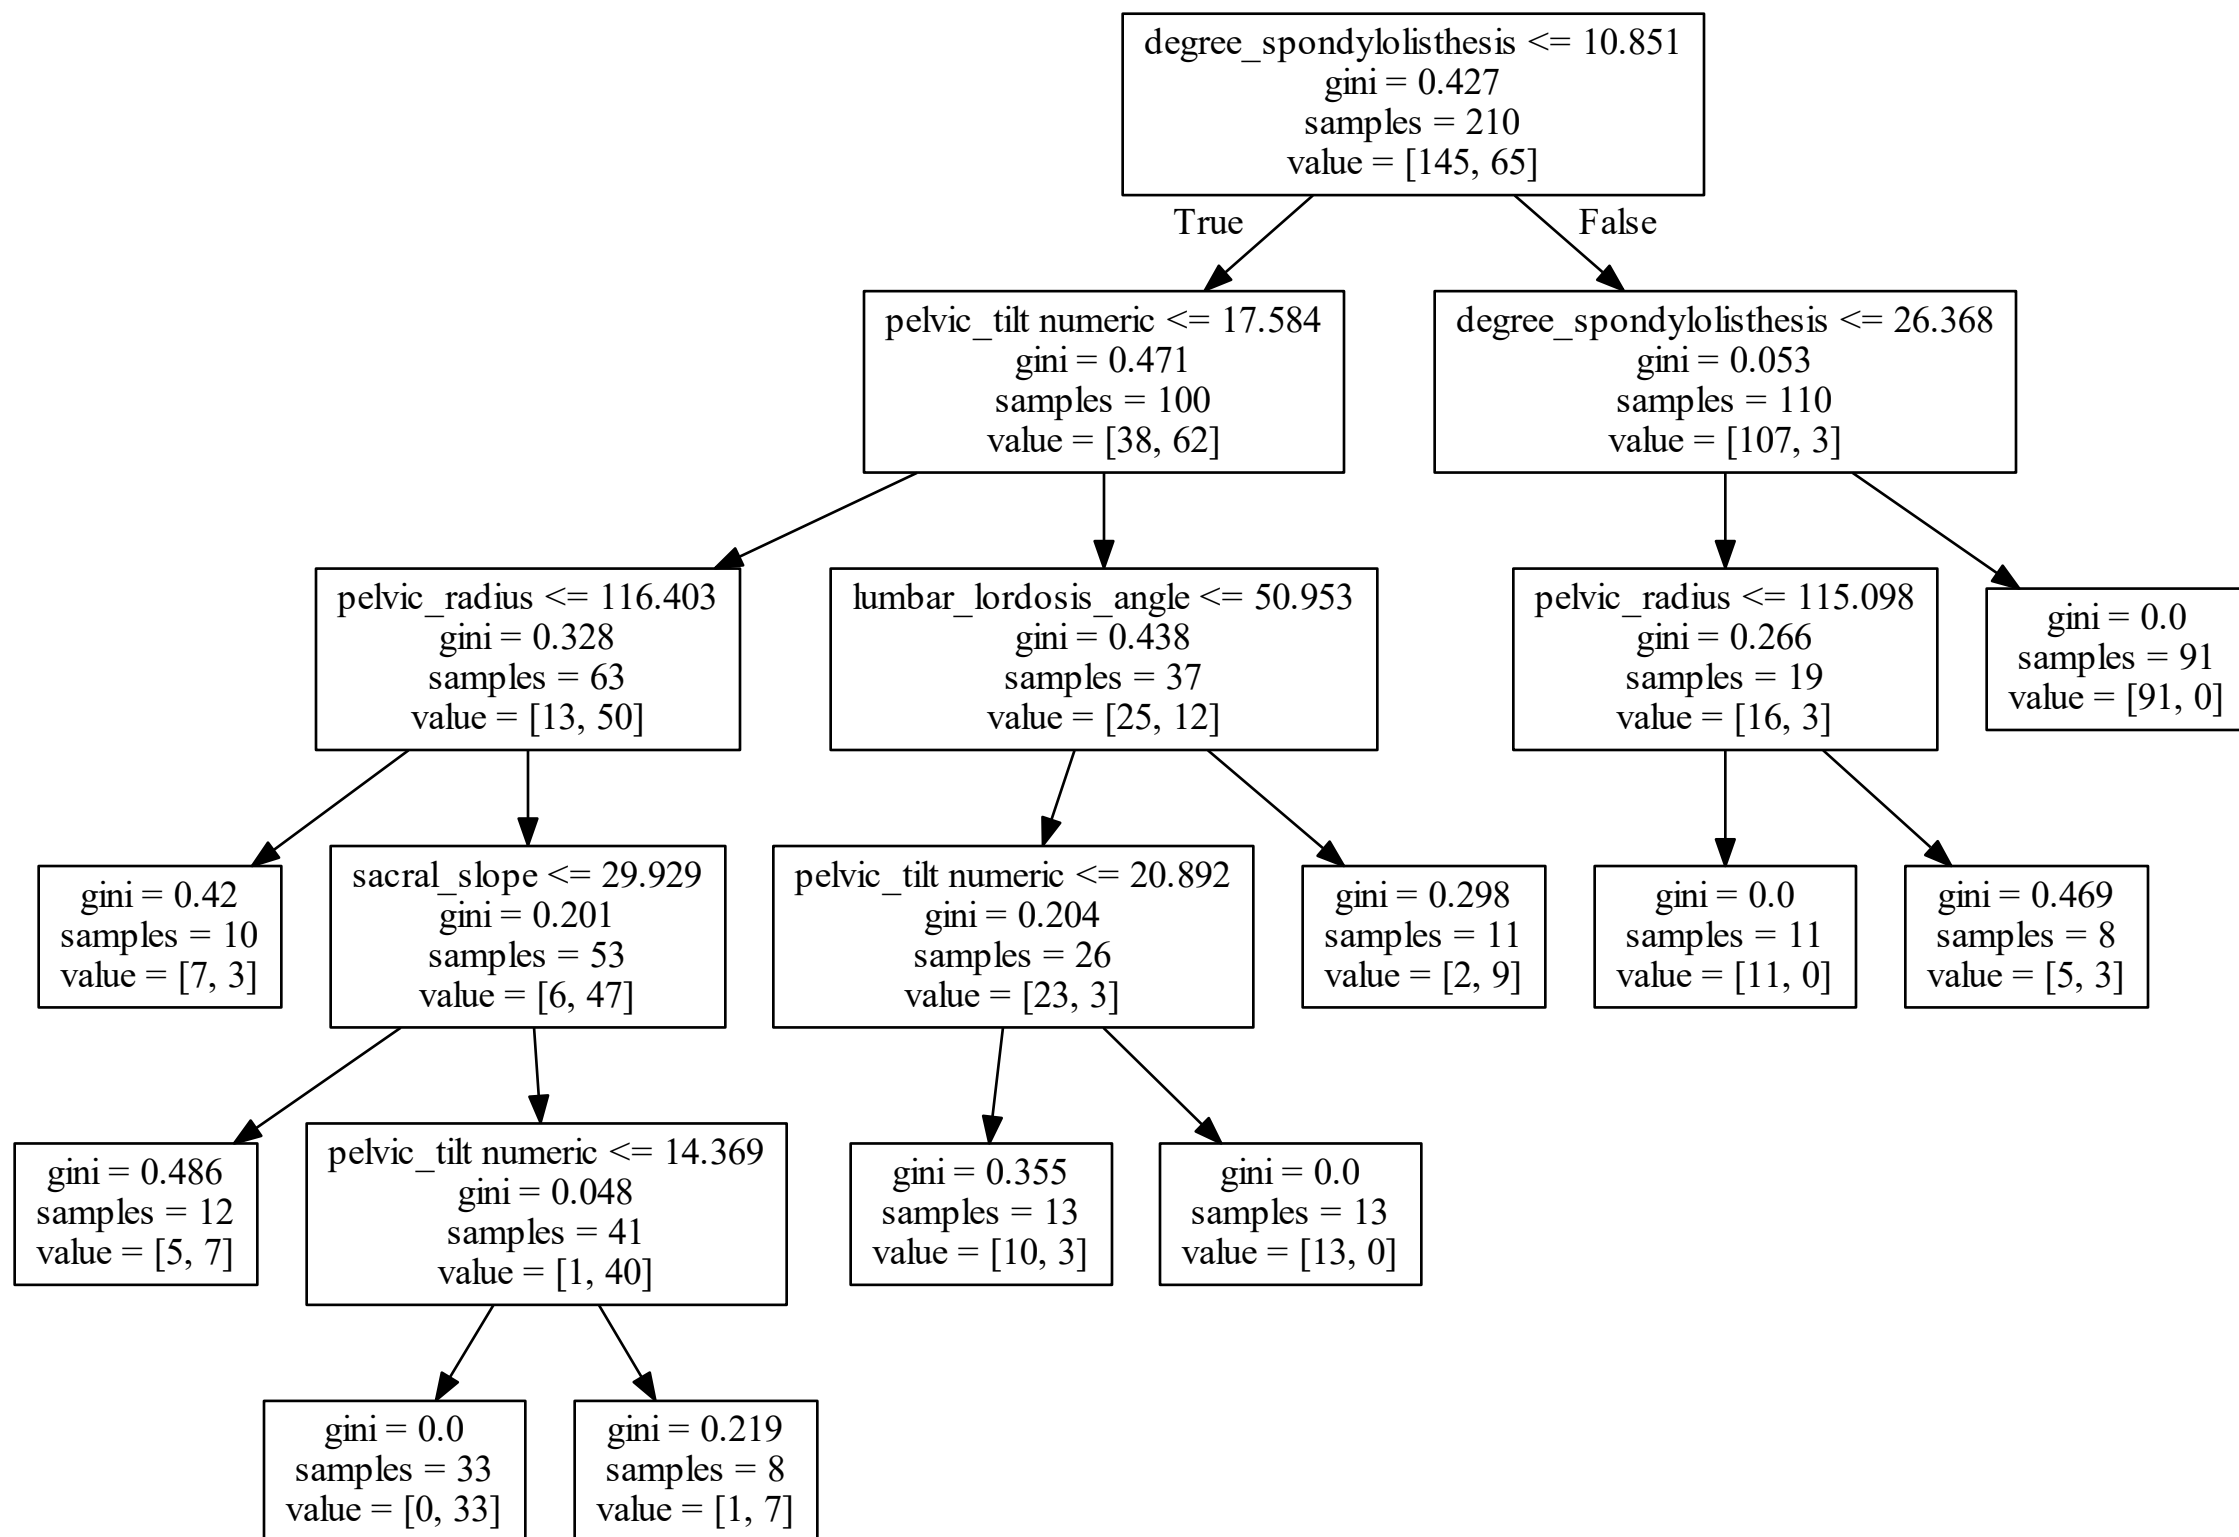 degree_spondylolisthesis <= 10.851
gini = 0.427
samples = 210
value = [145, 65]
True
False
pelvic_tilt numeric <= 17.584
gini = 0.471
samples = 100
value = [38, 62]
degree_spondylolisthesis <= 26.368
gini = 0.053
samples = 110
value = [107, 3]
pelvic_radius <= 116.403
gini = 0.328
samples = 63
value = [13, 50]
lumbar_lordosis_angle <= 50.953
gini = 0.438
samples = 37
value = [25, 12]
pelvic_radius <= 115.098
gini = 0.266
samples = 19
value = [16, 3]
gini = 0.0
samples = 91
value = [91, 0]
gini = 0.42
samples = 10
value = [7, 3]
sacral_slope <= 29.929
gini = 0.201
samples = 53
value = [6, 47]
pelvic_tilt numeric <= 20.892
gini = 0.204
samples = 26
value = [23, 3]
gini = 0.298
samples = 11
value = [2, 9]
gini = 0.0
samples = 11
value = [11, 0]
gini = 0.469
samples = 8
value = [5, 3]
gini = 0.486
samples = 12
value = [5, 7]
pelvic_tilt numeric <= 14.369
gini = 0.048
samples = 41
value = [1, 40]
gini = 0.355
samples = 13
value = [10, 3]
gini = 0.0
samples = 13
value = [13, 0]
gini = 0.0
samples = 33
value = [0, 33]
gini = 0.219
samples = 8
value = [1, 7]